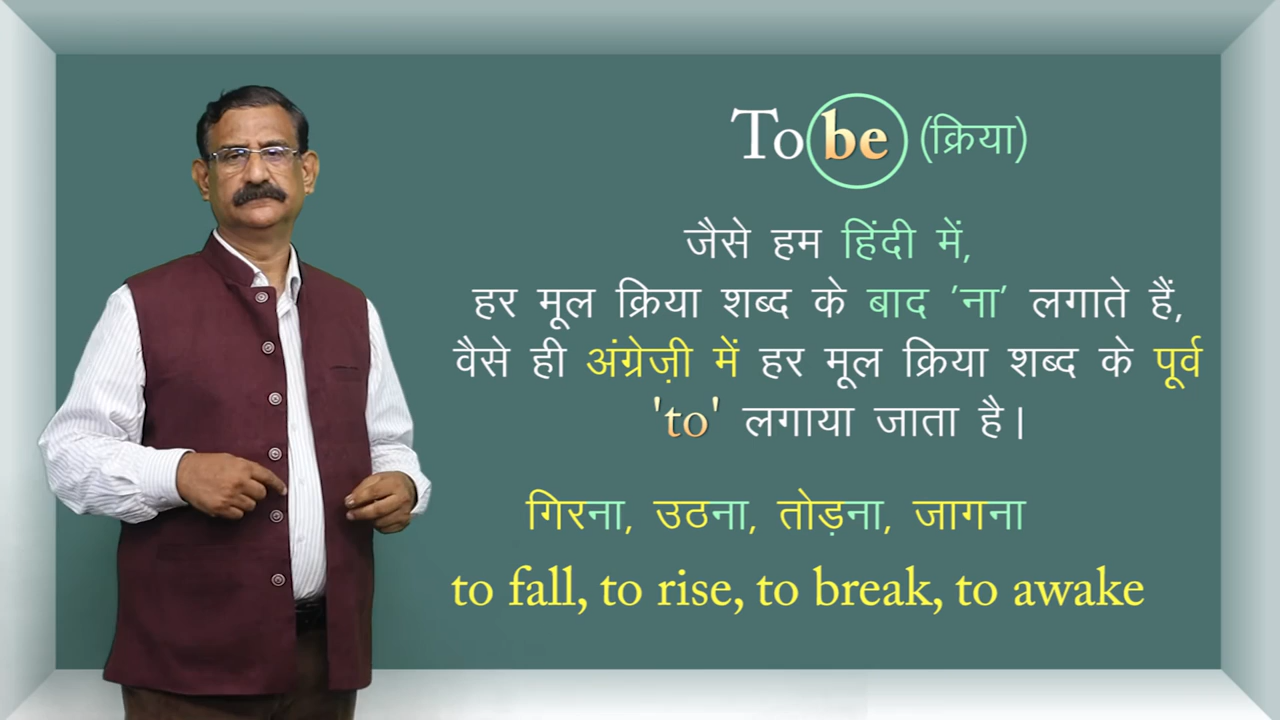 To be (क्रिया)
जैसे हम हिंदी में,
हर मूल क्रिया शब्द के बाद 'ना' लगाते हैं,
वैसे ही अंग्रेज़ी में हर मूल क्रिया शब्द के पूर्व
'to' लगाया जाता है।
गिरना, उठना, तोड़ना, जागना
to fall, to rise, to break, to awake